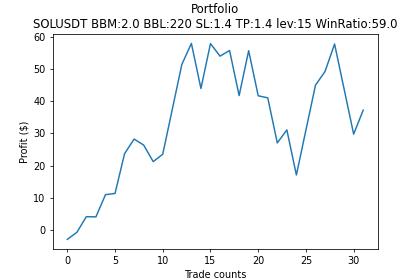 Portfolio
SOLUSDT BBM:2.0 BBL:220 SL:1.4 TP:1.4 lev:15 WinRatio:59.0
60
50
40
30
20
10
0
Profit ($)
0 5 10 15 20 25 30
Trade counts